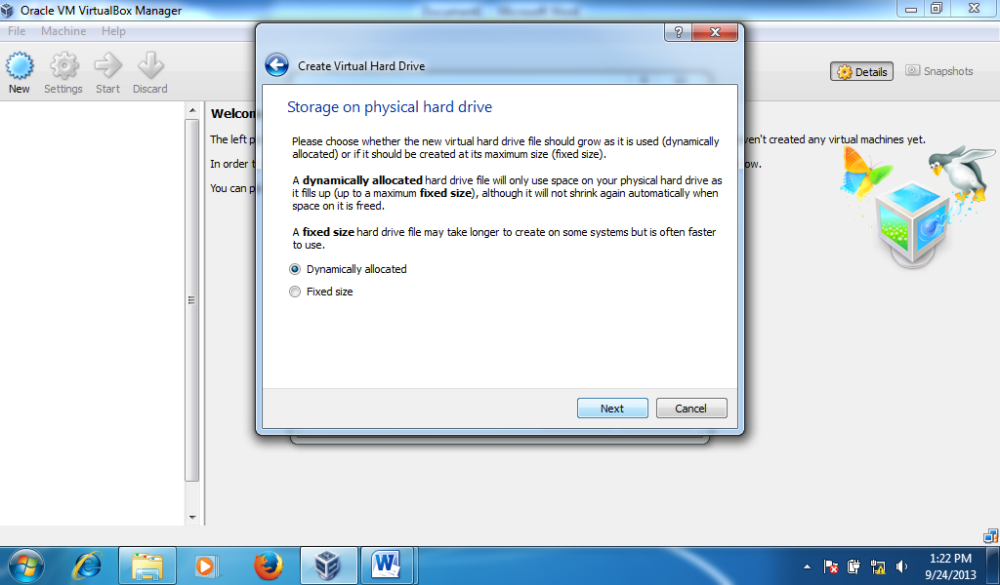 Oracle VM VirtualBox Manager
File Machine Help
New Settings Start Discard
Details Snapshots
Welcom
The left p
ven't created any virtual machines yet.
In order t
ow.
You can p
?
Create Virtual Hard Drive
Storage on physical hard drive
Please choose whether the new virtual hard drive file should grow as it is used (dynamically
allocated) or if it should be created at its maximum size (fixed size).
A dynamically allocated hard drive file will only use space on your physical hard drive as
it fills up (up to a maximum fixed size), although it will not shrink again automatically when
space on it is freed.
A fixed size hard drive file may take longer to create on some systems but is often faster
to use.
Dynamically allocated
Fixed size
Next Cancel
1:22 PM
9/24/2013